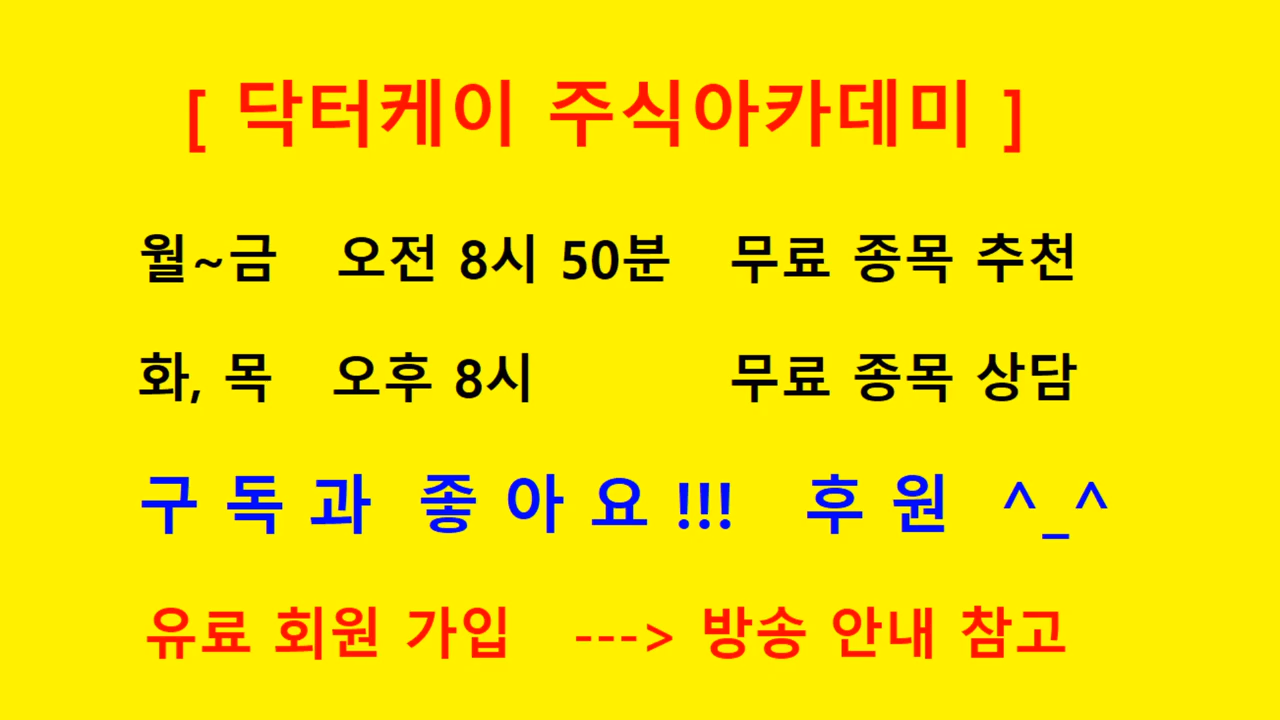 [ 닥터케이 주식아카데미 ]
월~금 오전 8시 50분 무료 종목 추천
화, 목 오후 8시 무료 종목 상담
구 독 과 좋 아 요 !!! 후 원 ^_^
유료 회원 가입 ---> 방송 안내 참고